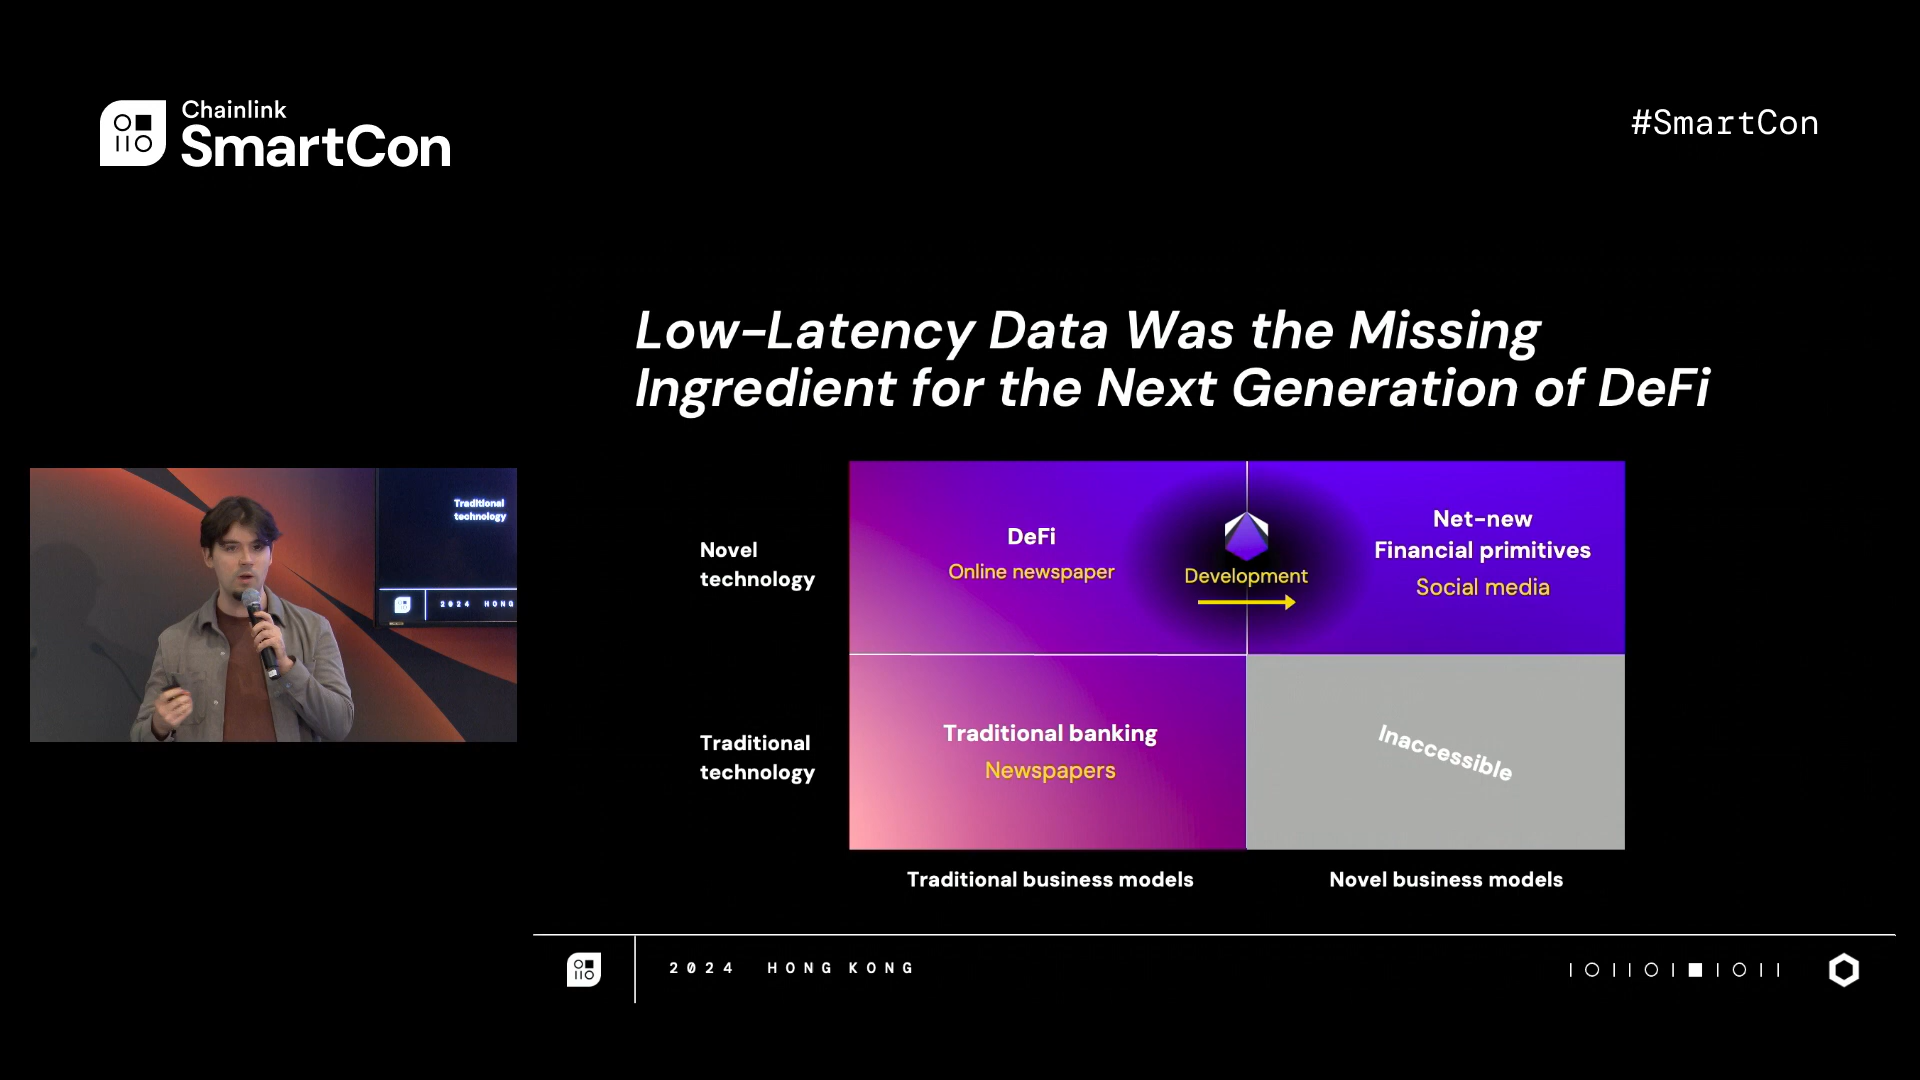 Chainlink
SmartCon
#SmartCon
Low-Latency Data Was the Missing
Ingredient for the Next Generation of DeFi
Traditional
technology
2024 HONG
Novel
technology
DeFi
Online newspaper
Development
Net-new
Financial primitives
Social media
Traditional
technology
Traditional banking
Newspapers
Inaccessible
Traditional business models
Novel business models
2024 HONG KONG